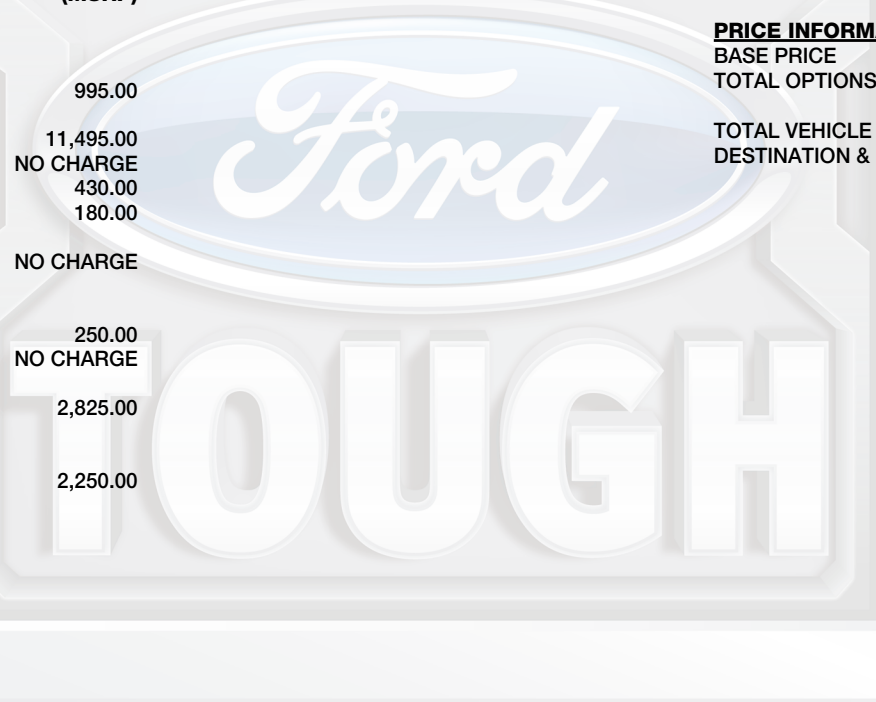 (MSRP)
995.00
11,495.00
NO CHARGE
430.00
180.00
NO CHARGE
250.00
NO CHARGE
2,825.00
2,250.00
PRICE INFORM
BASE PRICE
TOTAL OPTIONS
TOTAL VEHICLE
DESTINATION &
Ford
TOUGH